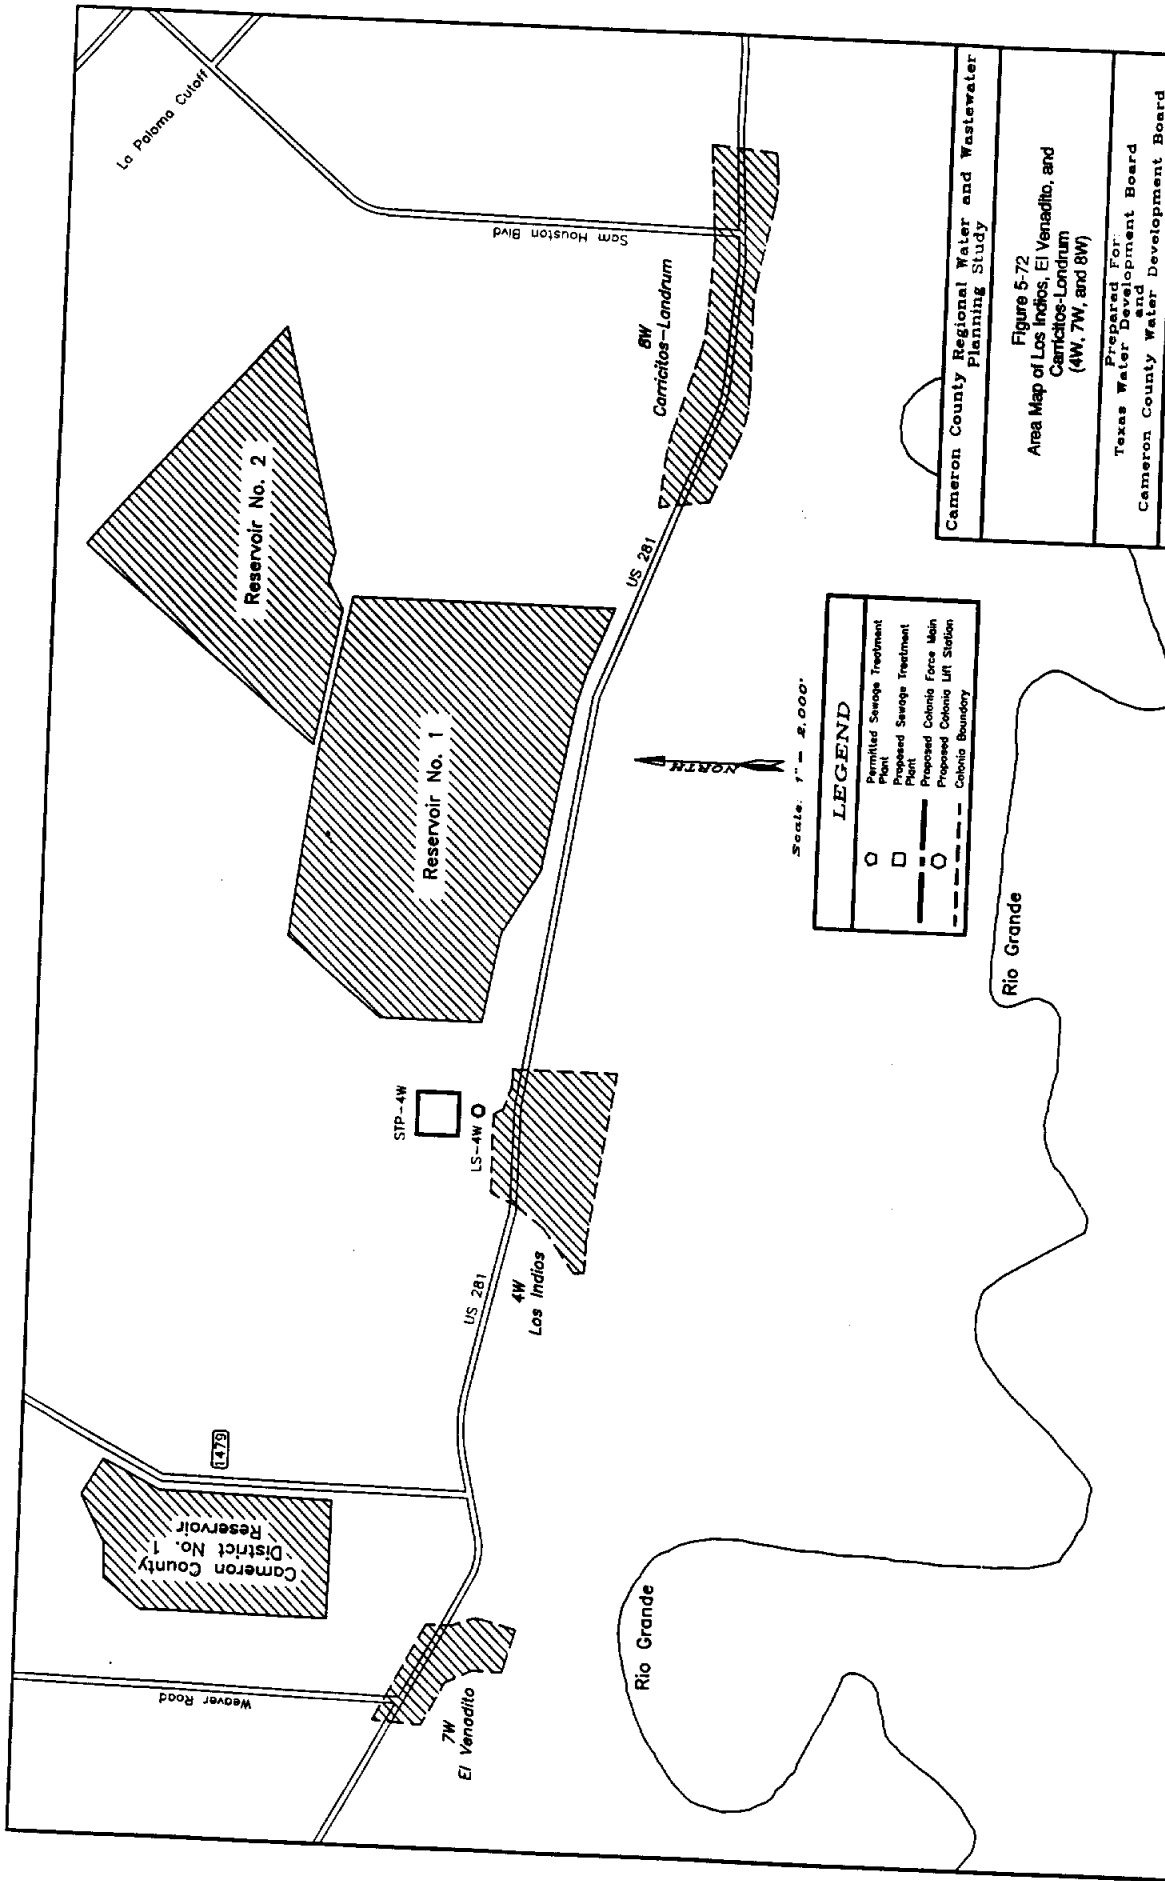 La Paloma Cutoff
Sam Houston Blvd
Reservoir No. 2
Reservoir No. 1
8W
Carricitos-Landrum
US 281
STP-4W
LS-4W
4W
Los Indios
US 281
1479
Cameron County
District No. 1
Reservoir
Weaver Road
7W
El Venadito
Rio Grande
Rio Grande
NORTH
Scale: 1" = 2,000'
LEGEND
Permitted Sewage Treatment
Plant
Proposed Sewage Treatment
Plant
Proposed Colonia Force Main
Proposed Colonia Lift Station
Colonia Boundary
Cameron County Regional Water and Wastewater
Planning Study
Figure 5-72
Area Map of Los Indios, El Venadito, and
Carricitos-Londrum
(4W, 7W, and 8W)
Prepared For:
Texas Water Development Board
and
Cameron County Water Development Board